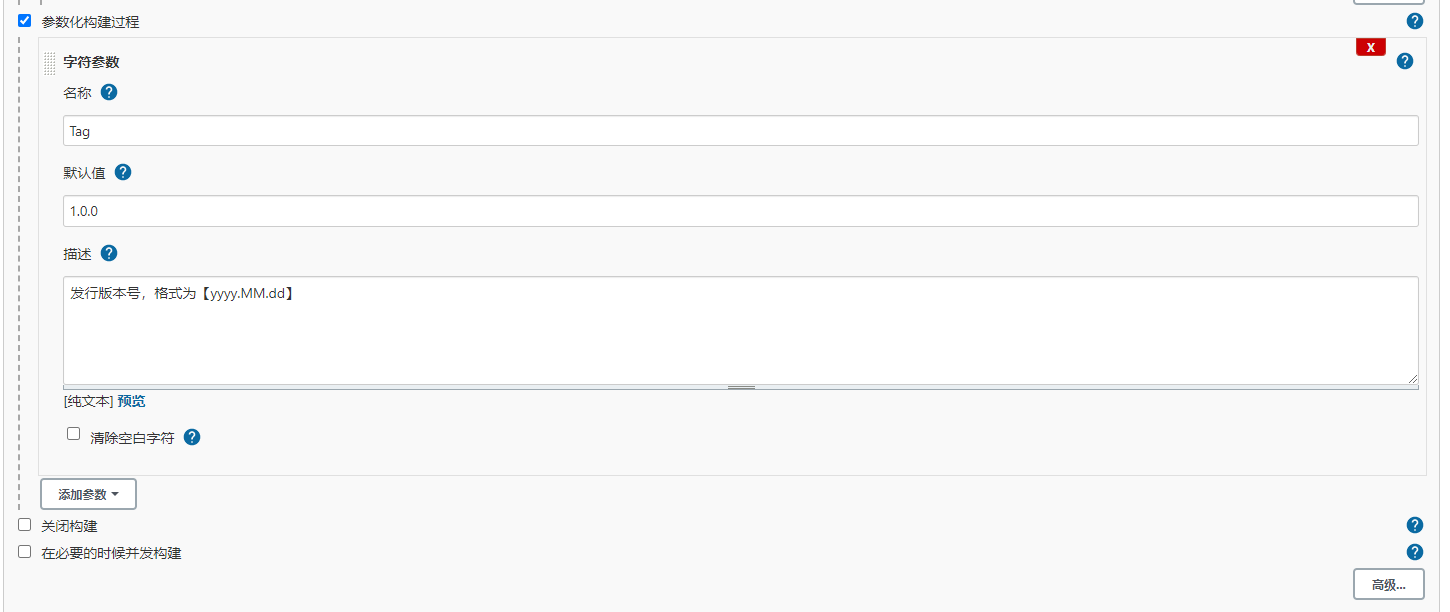 参数化构建过程
X
字符参数
名称
Tag
默认值
1.0.0
描述
发行版本号，格式为【yyyy.MM.dd】
[纯文本] 预览
清除空白字符
添加参数
关闭构建
在必要的时候并发构建
高级...